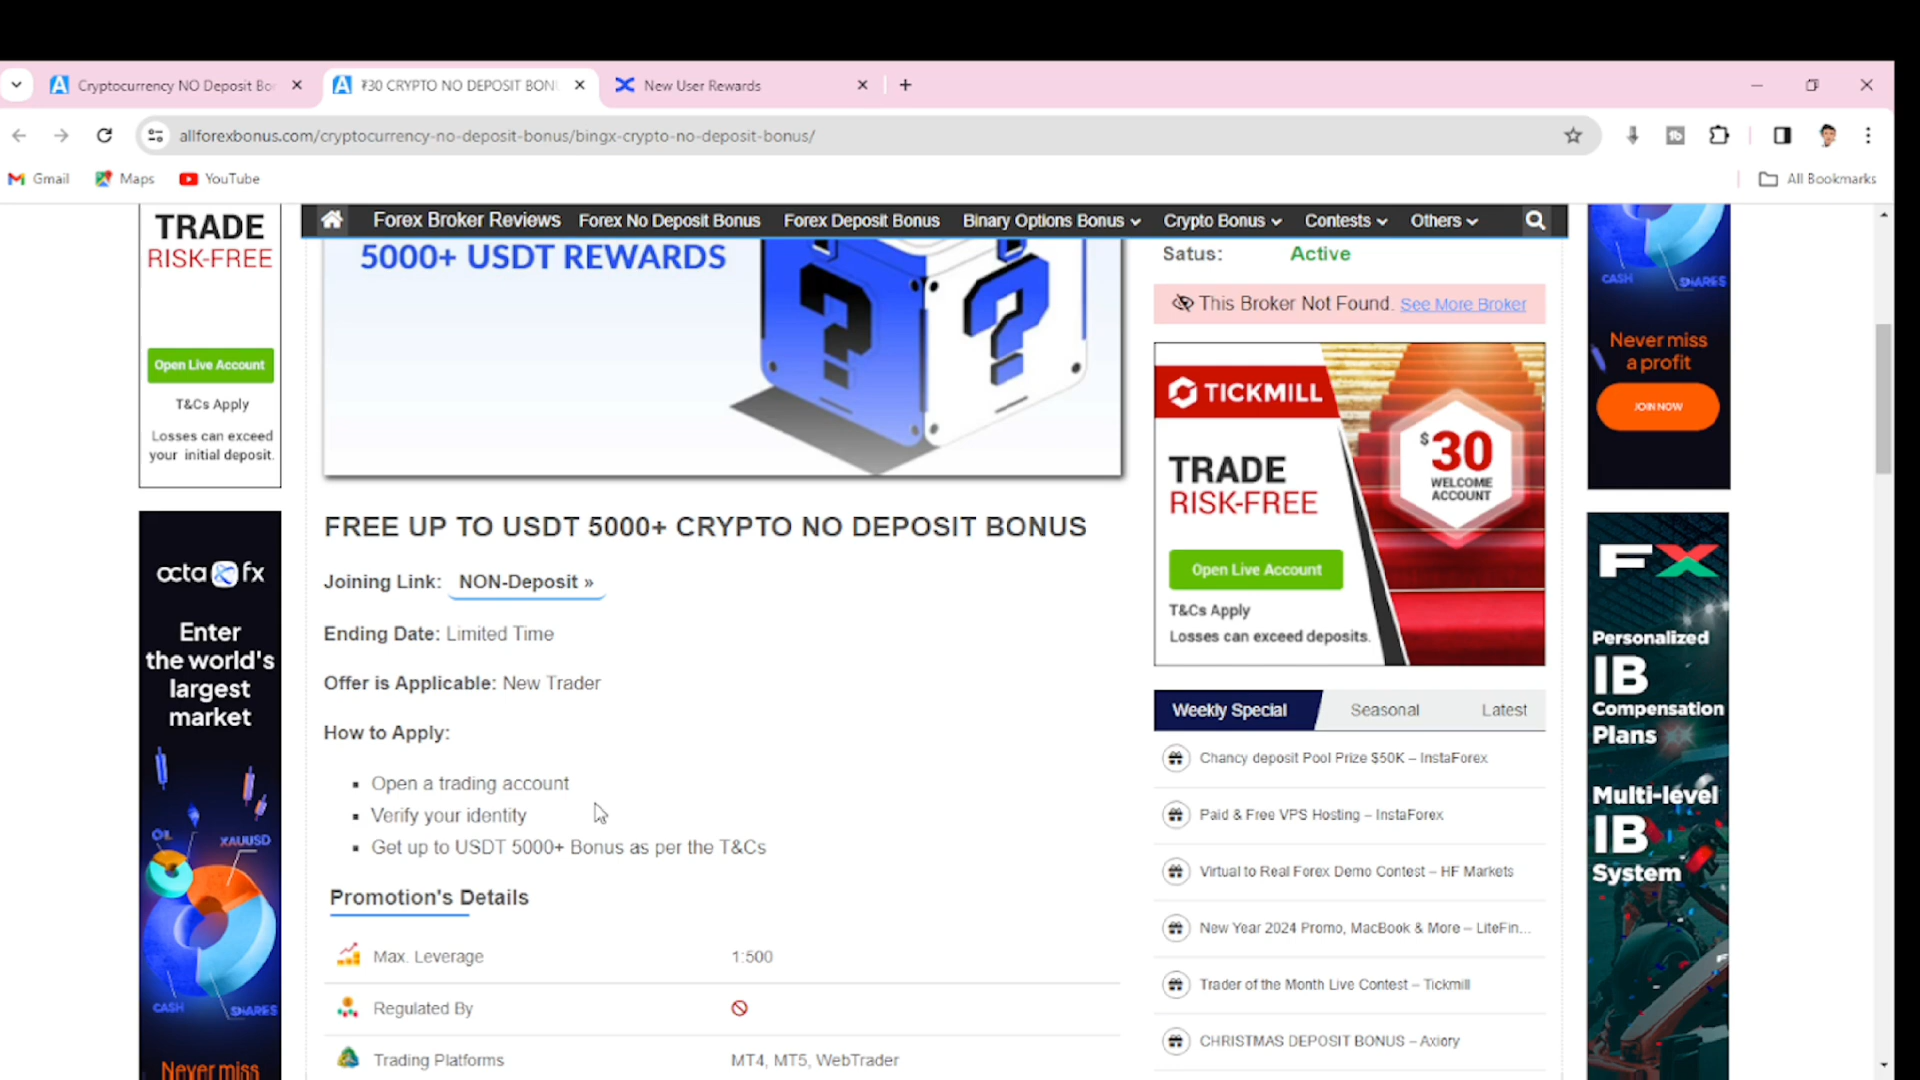 Cryptocurrency NO Deposit Bo
₮30 CRYPTO NO DEPOSIT BON
New User Rewards
allforexbonus.com/cryptocurrency-no-deposit-bonus/bingx-crypto-no-deposit-bonus/
Gmail
Maps
YouTube
All Bookmarks
Forex Broker Reviews
Forex No Deposit Bonus
Forex Deposit Bonus
Binary Options Bonus
Crypto Bonus
Contests
Others
TRADE
RISK-FREE
Open Live Account
T&Cs Apply
Losses can exceed
your initial deposit.
octa fx
Enter
the world's
largest
market
OIL
XAUUSD
CASH
SHARES
Never miss
5000+ USDT REWARDS
FREE UP TO USDT 5000+ CRYPTO NO DEPOSIT BONUS
Joining Link: NON-Deposit »
Ending Date: Limited Time
Offer is Applicable: New Trader
How to Apply:
Open a trading account
Verify your identity
Get up to USDT 5000+ Bonus as per the T&Cs
Promotion's Details
Max. Leverage 1:500
Regulated By
Trading Platforms MT4, MT5, WebTrader
Satus: Active
This Broker Not Found. See More Broker
TICKMILL
TRADE
RISK-FREE
$30
WELCOME
ACCOUNT
Open Live Account
T&Cs Apply
Losses can exceed deposits.
Weekly Special
Seasonal
Latest
Chancy deposit Pool Prize $50K – InstaForex
Paid & Free VPS Hosting – InstaForex
Virtual to Real Forex Demo Contest – HF Markets
New Year 2024 Promo, MacBook & More – LiteFin...
Trader of the Month Live Contest – Tickmill
CHRISTMAS DEPOSIT BONUS – Axiory
CASH
SHARES
Never miss
a profit
JOIN NOW
FX
Personalized
IB
Compensation
Plans
Multi-level
IB
System